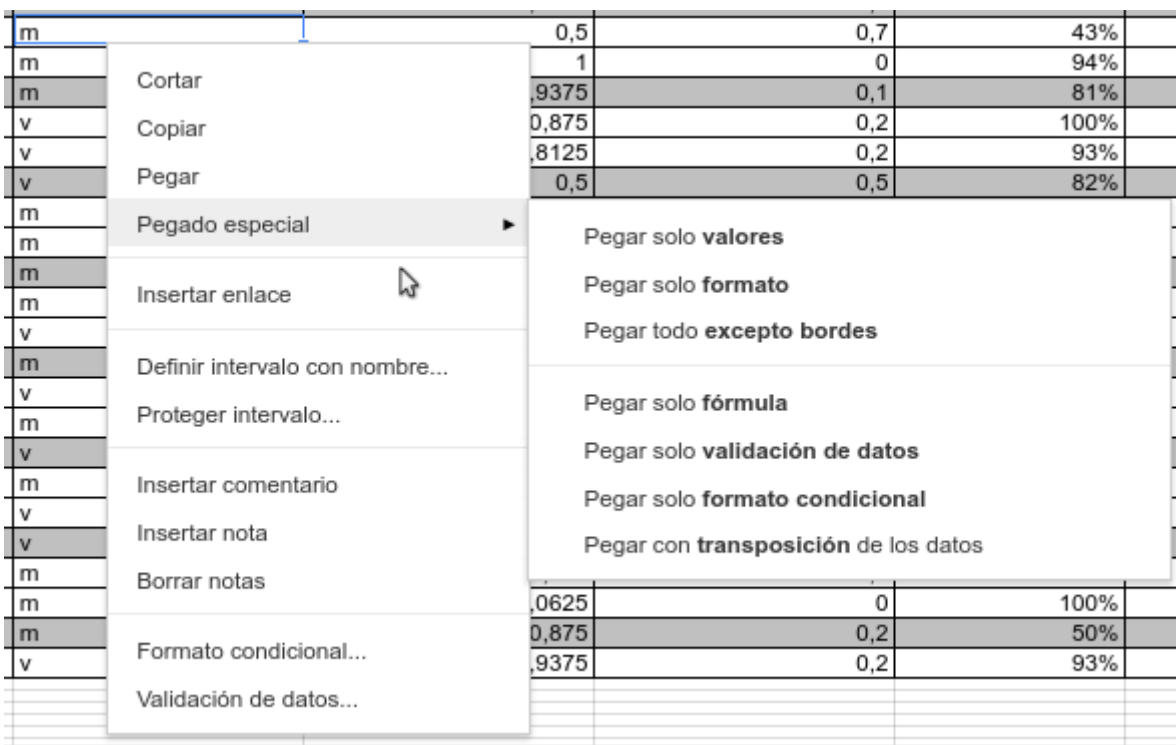 m 0,5 0,7 43%
m 1 0 94%
m ,9375 0,1 81%
v 0,875 0,2 100%
v ,8125 0,2 93%
v 0,5 0,5 82%
m
m
m
m
v
m
v
m
v
m
v
v
m
m ,0625 0 100%
m 0,875 0,2 50%
v ,9375 0,2 93%
Cortar
Copiar
Pegar
Pegado especial ►
Insertar enlace
Definir intervalo con nombre...
Proteger intervalo...
Insertar comentario
Insertar nota
Borrar notas
Formato condicional...
Validación de datos...
Pegar solo valores
Pegar solo formato
Pegar todo excepto bordes
Pegar solo fórmula
Pegar solo validación de datos
Pegar solo formato condicional
Pegar con transposición de los datos